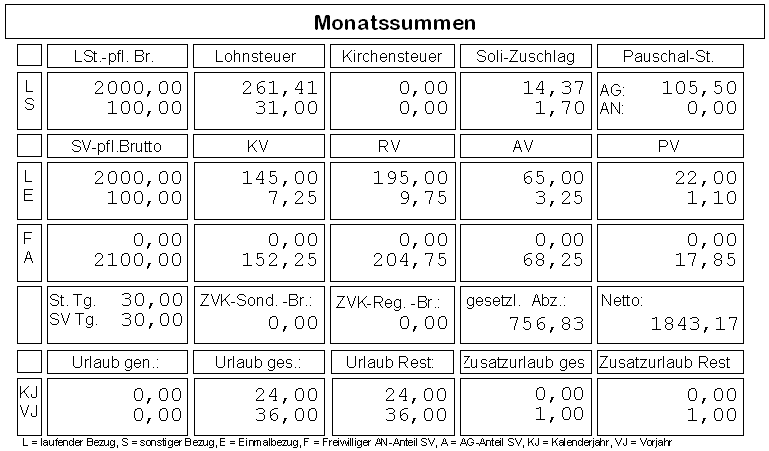 Monatssummen
LSt.-pfl. Br. Lohnsteuer Kirchensteuer Soli-Zuschlag Pauschal-St.
L 2000,00 261,41 0,00 14,37 AG: 105,50
S 100,00 31,00 0,00 1,70 AN: 0,00
SV-pfl.Brutto KV RV AV PV
L 2000,00 145,00 195,00 65,00 22,00
E 100,00 7,25 9,75 3,25 1,10
F 0,00 0,00 0,00 0,00 0,00
A 2100,00 152,25 204,75 68,25 17,85
St. Tg. 30,00 ZVK-Sond. -Br.: ZVK-Reg. -Br.: gesetzl. Abz.: Netto:
SV Tg. 30,00 0,00 0,00 756,83 1843,17
Urlaub gen.: Urlaub ges.: Urlaub Rest: Zusatzurlaub ges Zusatzurlaub Rest
KJ 0,00 24,00 24,00 0,00 0,00
VJ 0,00 36,00 36,00 1,00 1,00
L = laufender Bezug, S = sonstiger Bezug, E = Einmalbezug, F = Freiwilliger AN-Anteil SV, A = AG-Anteil SV, KJ = Kalenderjahr, VJ = Vorjahr